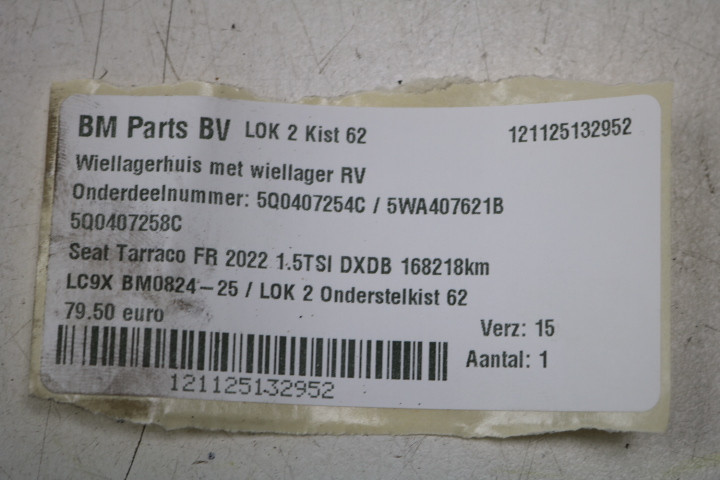 BM Parts BV LOK 2 Kist 62 121125132952
Wiellagerhuis met wiellager RV
Onderdeelnummer: 5Q0407254C / 5WA407621B
5Q0407258C
Seat Tarraco FR 2022 1.5TSI DXDB 168218km
LC9X BM0824-25 / LOK 2 Onderstelkist 62
79.50 euro
Verz: 15
Aantal: 1
121125132952